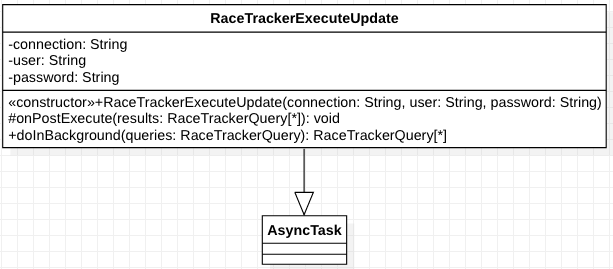 RaceTrackerExecuteUpdate
-connection: String
-user: String
-password: String
«constructor»+RaceTrackerExecuteUpdate(connection: String, user: String, password: String)
#onPostExecute(results: RaceTrackerQuery[*]): void
+doInBackground(queries: RaceTrackerQuery): RaceTrackerQuery[*]
AsyncTask